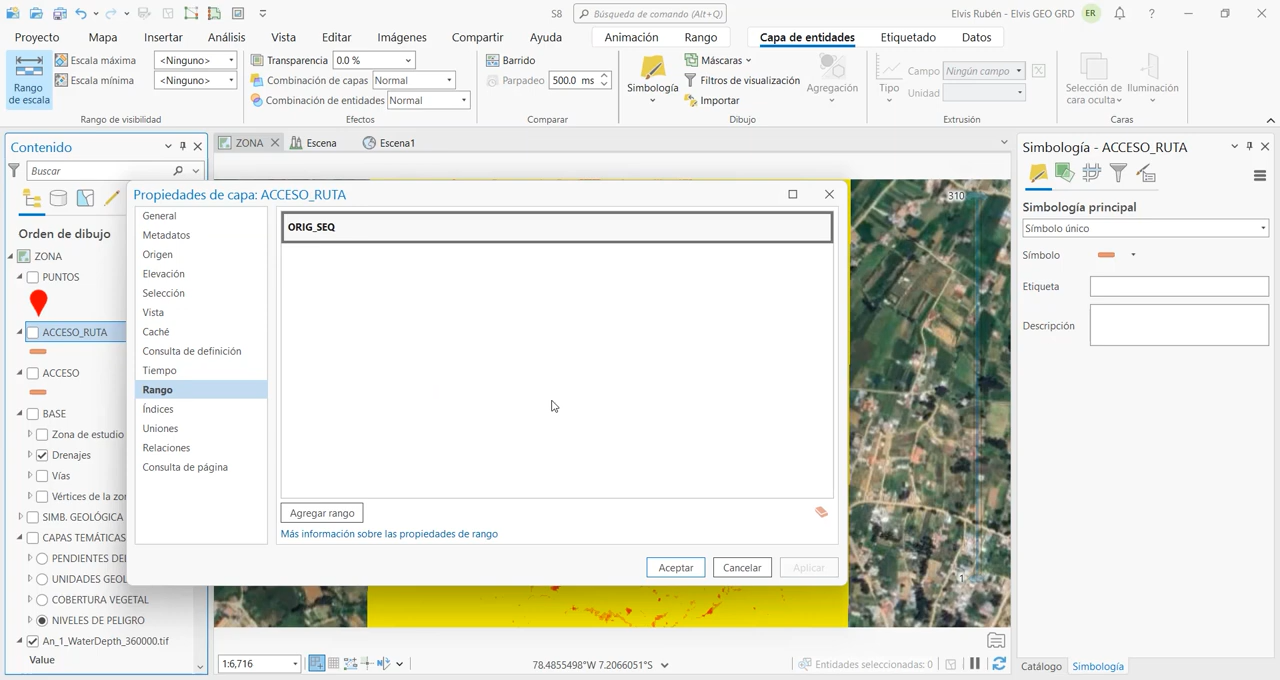 S8
Búsqueda de comando (Alt+Q)
Elvis Rubén - Elvis GEO GRD
ER
?
Proyecto
Mapa
Insertar
Análisis
Vista
Editar
Imágenes
Compartir
Ayuda
Animación
Rango
Capa de entidades
Etiquetado
Datos
Rango
de escala
Escala máxima
<Ninguno>
Escala mínima
<Ninguno>
Rango de visibilidad
Transparencia
0.0 %
Combinación de capas
Normal
Combinación de entidades
Normal
Efectos
Barrido
Parpadeo
500.0 ms
Comparar
Simbología
Máscaras
Filtros de visualización
Importar
Agregación
Dibujo
Tipo
Campo
Ningún campo
Unidad
Extrusión
Selección de
cara oculta
Iluminación
Caras
Contenido
Buscar
Orden de dibujo
ZONA
PUNTOS
ACCESO_RUTA
ACCESO
BASE
Zona de estudio
Drenajes
Vías
Vértices de la zon
SIMB. GEOLÓGICA
CAPAS TEMÁTICAS
PENDIENTES DEL
UNIDADES GEOL
COBERTURA VEGETAL
NIVELES DE PELIGRO
An_1_WaterDepth_360000.tif
Value
ZONA
Escena
Escena1
Propiedades de capa: ACCESO_RUTA
General
Metadatos
Origen
Elevación
Selección
Vista
Caché
Consulta de definición
Tiempo
Rango
Índices
Uniones
Relaciones
Consulta de página
ORIG_SEQ
Agregar rango
Más información sobre las propiedades de rango
Aceptar
Cancelar
Aplicar
310
1
1:6,716
78.4855498°W 7.2066051°S
Entidades seleccionadas: 0
Simbología - ACCESO_RUTA
Simbología principal
Símbolo único
Símbolo
Etiqueta
Descripción
Catálogo
Simbología